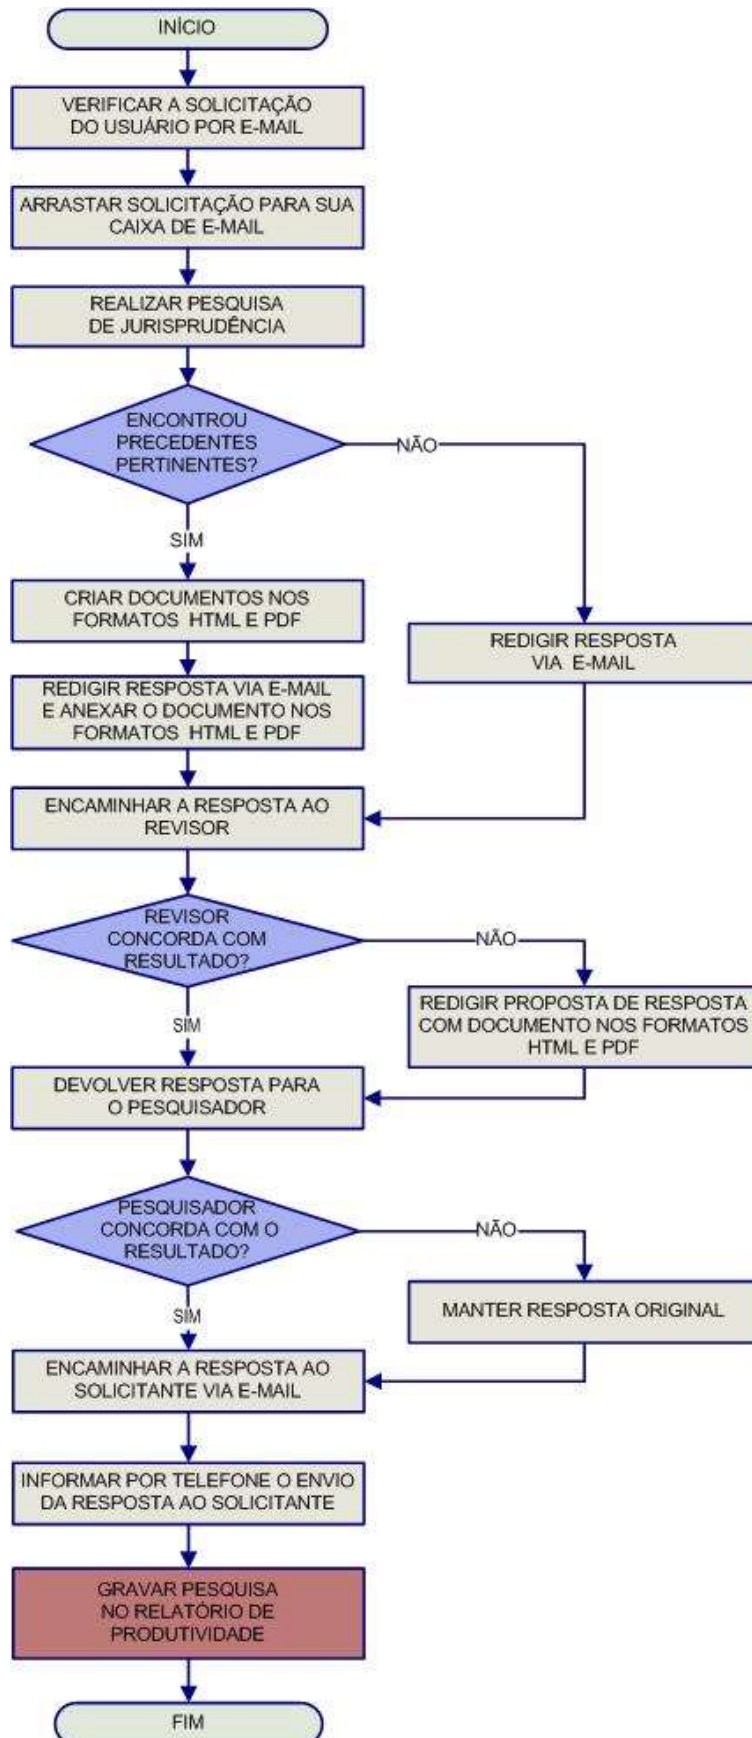 INÍCIO
VERIFICAR A SOLICITAÇÃO
DO USUÁRIO POR E-MAIL
ARRASTAR SOLICITAÇÃO PARA SUA
CAIXA DE E-MAIL
REALIZAR PESQUISA
DE JURISPRUDÊNCIA
ENCONTROU
PRECEDENTES
PERTINENTES?
NÃO
SIM
CRIAR DOCUMENTOS NOS
FORMATOS HTML E PDF
REDIGIR RESPOSTA
VIA E-MAIL
REDIGIR RESPOSTA VIA E-MAIL
E ANEXAR O DOCUMENTO NOS
FORMATOS HTML E PDF
ENCAMINHAR A RESPOSTA AO
REVISOR
REVISOR
CONCORDA COM
RESULTADO?
NÃO
SIM
REDIGIR PROPOSTA DE RESPOSTA
COM DOCUMENTO NOS FORMATOS
HTML E PDF
DEVOLVER RESPOSTA PARA
O PESQUISADOR
PESQUISADOR
CONCORDA COM O
RESULTADO?
NÃO
SIM
MANTER RESPOSTA ORIGINAL
ENCAMINHAR A RESPOSTA AO
SOLICITANTE VIA E-MAIL
INFORMAR POR TELEFONE O ENVIO
DA RESPOSTA AO SOLICITANTE
GRAVAR PESQUISA
NO RELATÓRIO DE
PRODUTIVIDADE
FIM